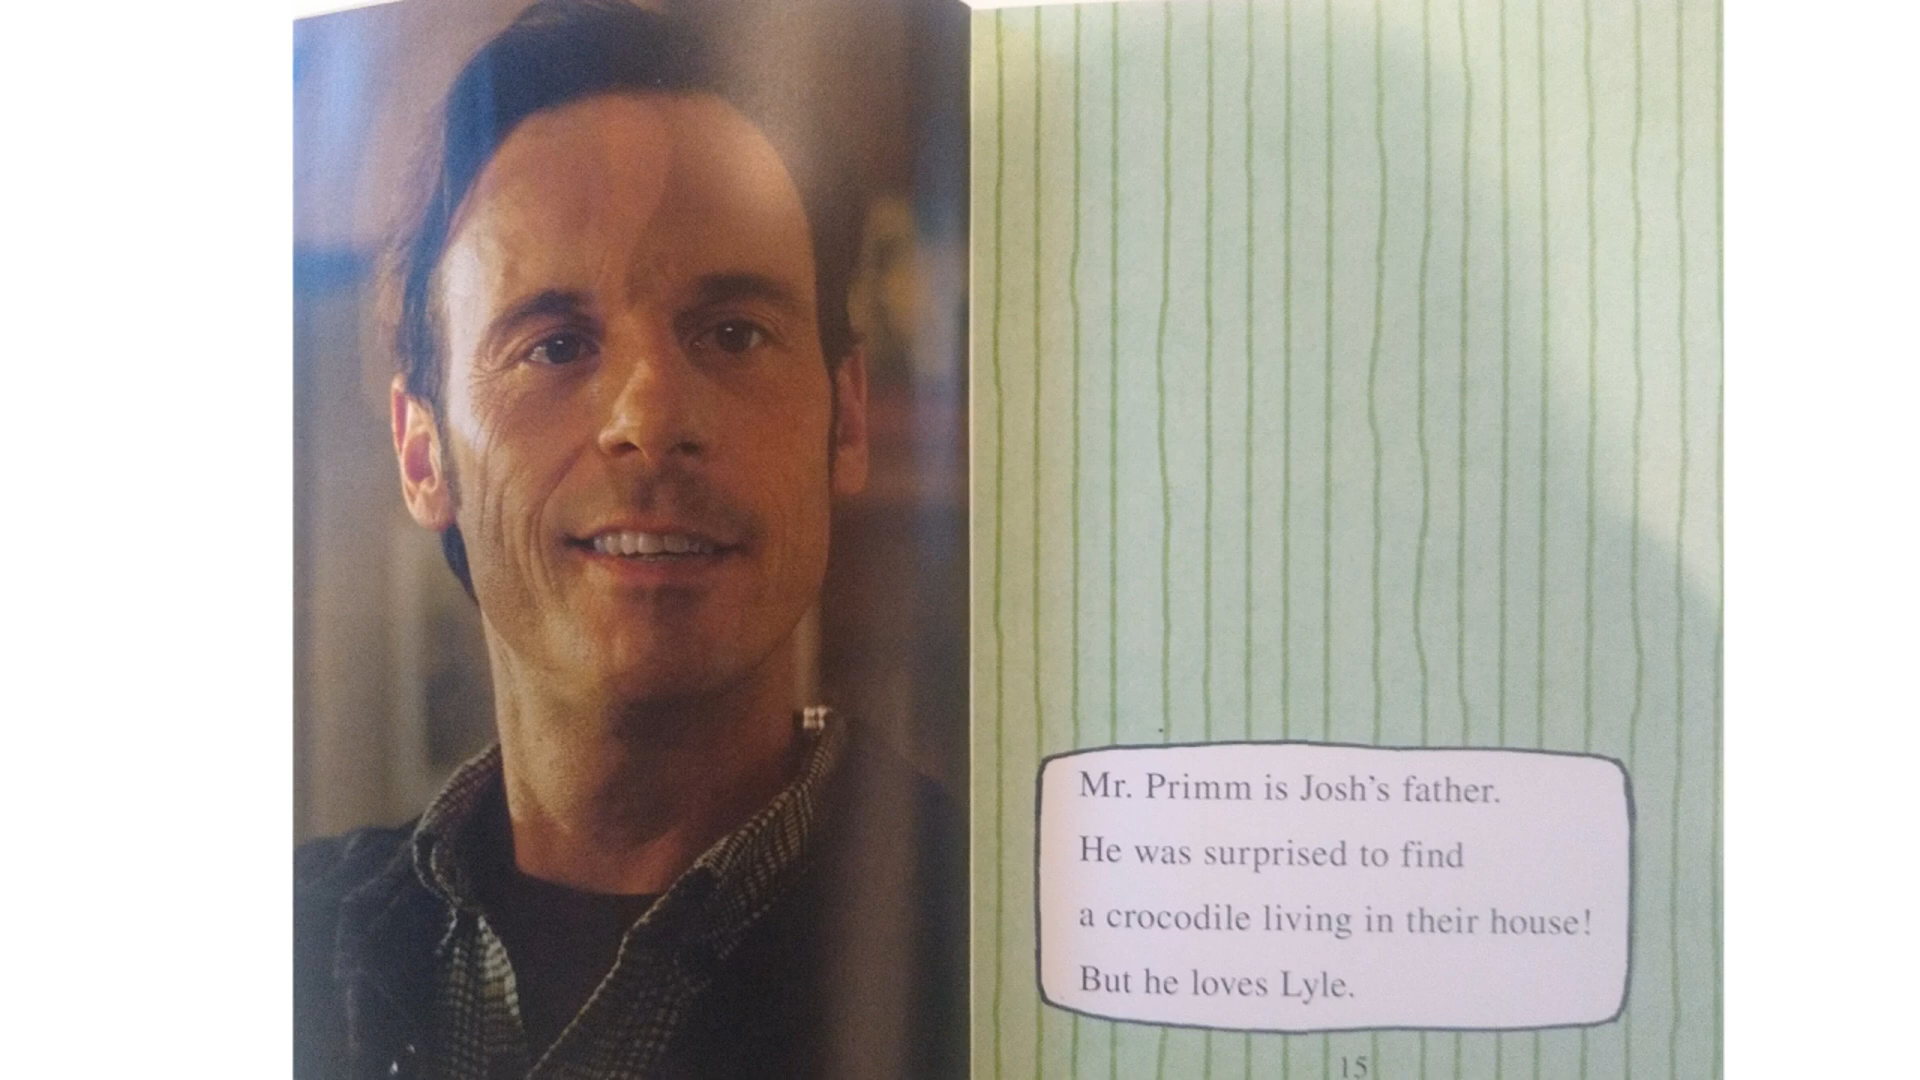 Mr. Primm is Josh's father.
He was surprised to find
a crocodile living in their house!
But he loves Lyle.
15